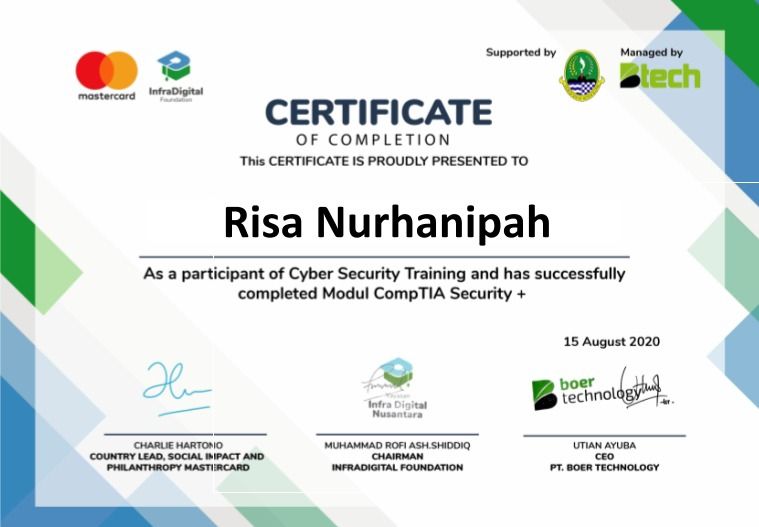 mastercard
InfraDigital
Foundation
Supported by
Managed by
Btech
CERTIFICATE
OF COMPLETION
This CERTIFICATE IS PROUDLY PRESENTED TO
Risa Nurhanipah
As a participant of Cyber Security Training and has successfully
completed Modul CompTIA Security +
15 August 2020
Infra Digital
Nusantara
boer
technology
CHARLIE HARTONO
COUNTRY LEAD, SOCIAL IMPACT AND
PHILANTHROPY MASTERCARD
MUHAMMAD ROFI ASH.SHIDDIQ
CHAIRMAN
INFRADIGITAL FOUNDATION
UTIAN AYUBA
CEO
PT. BOER TECHNOLOGY